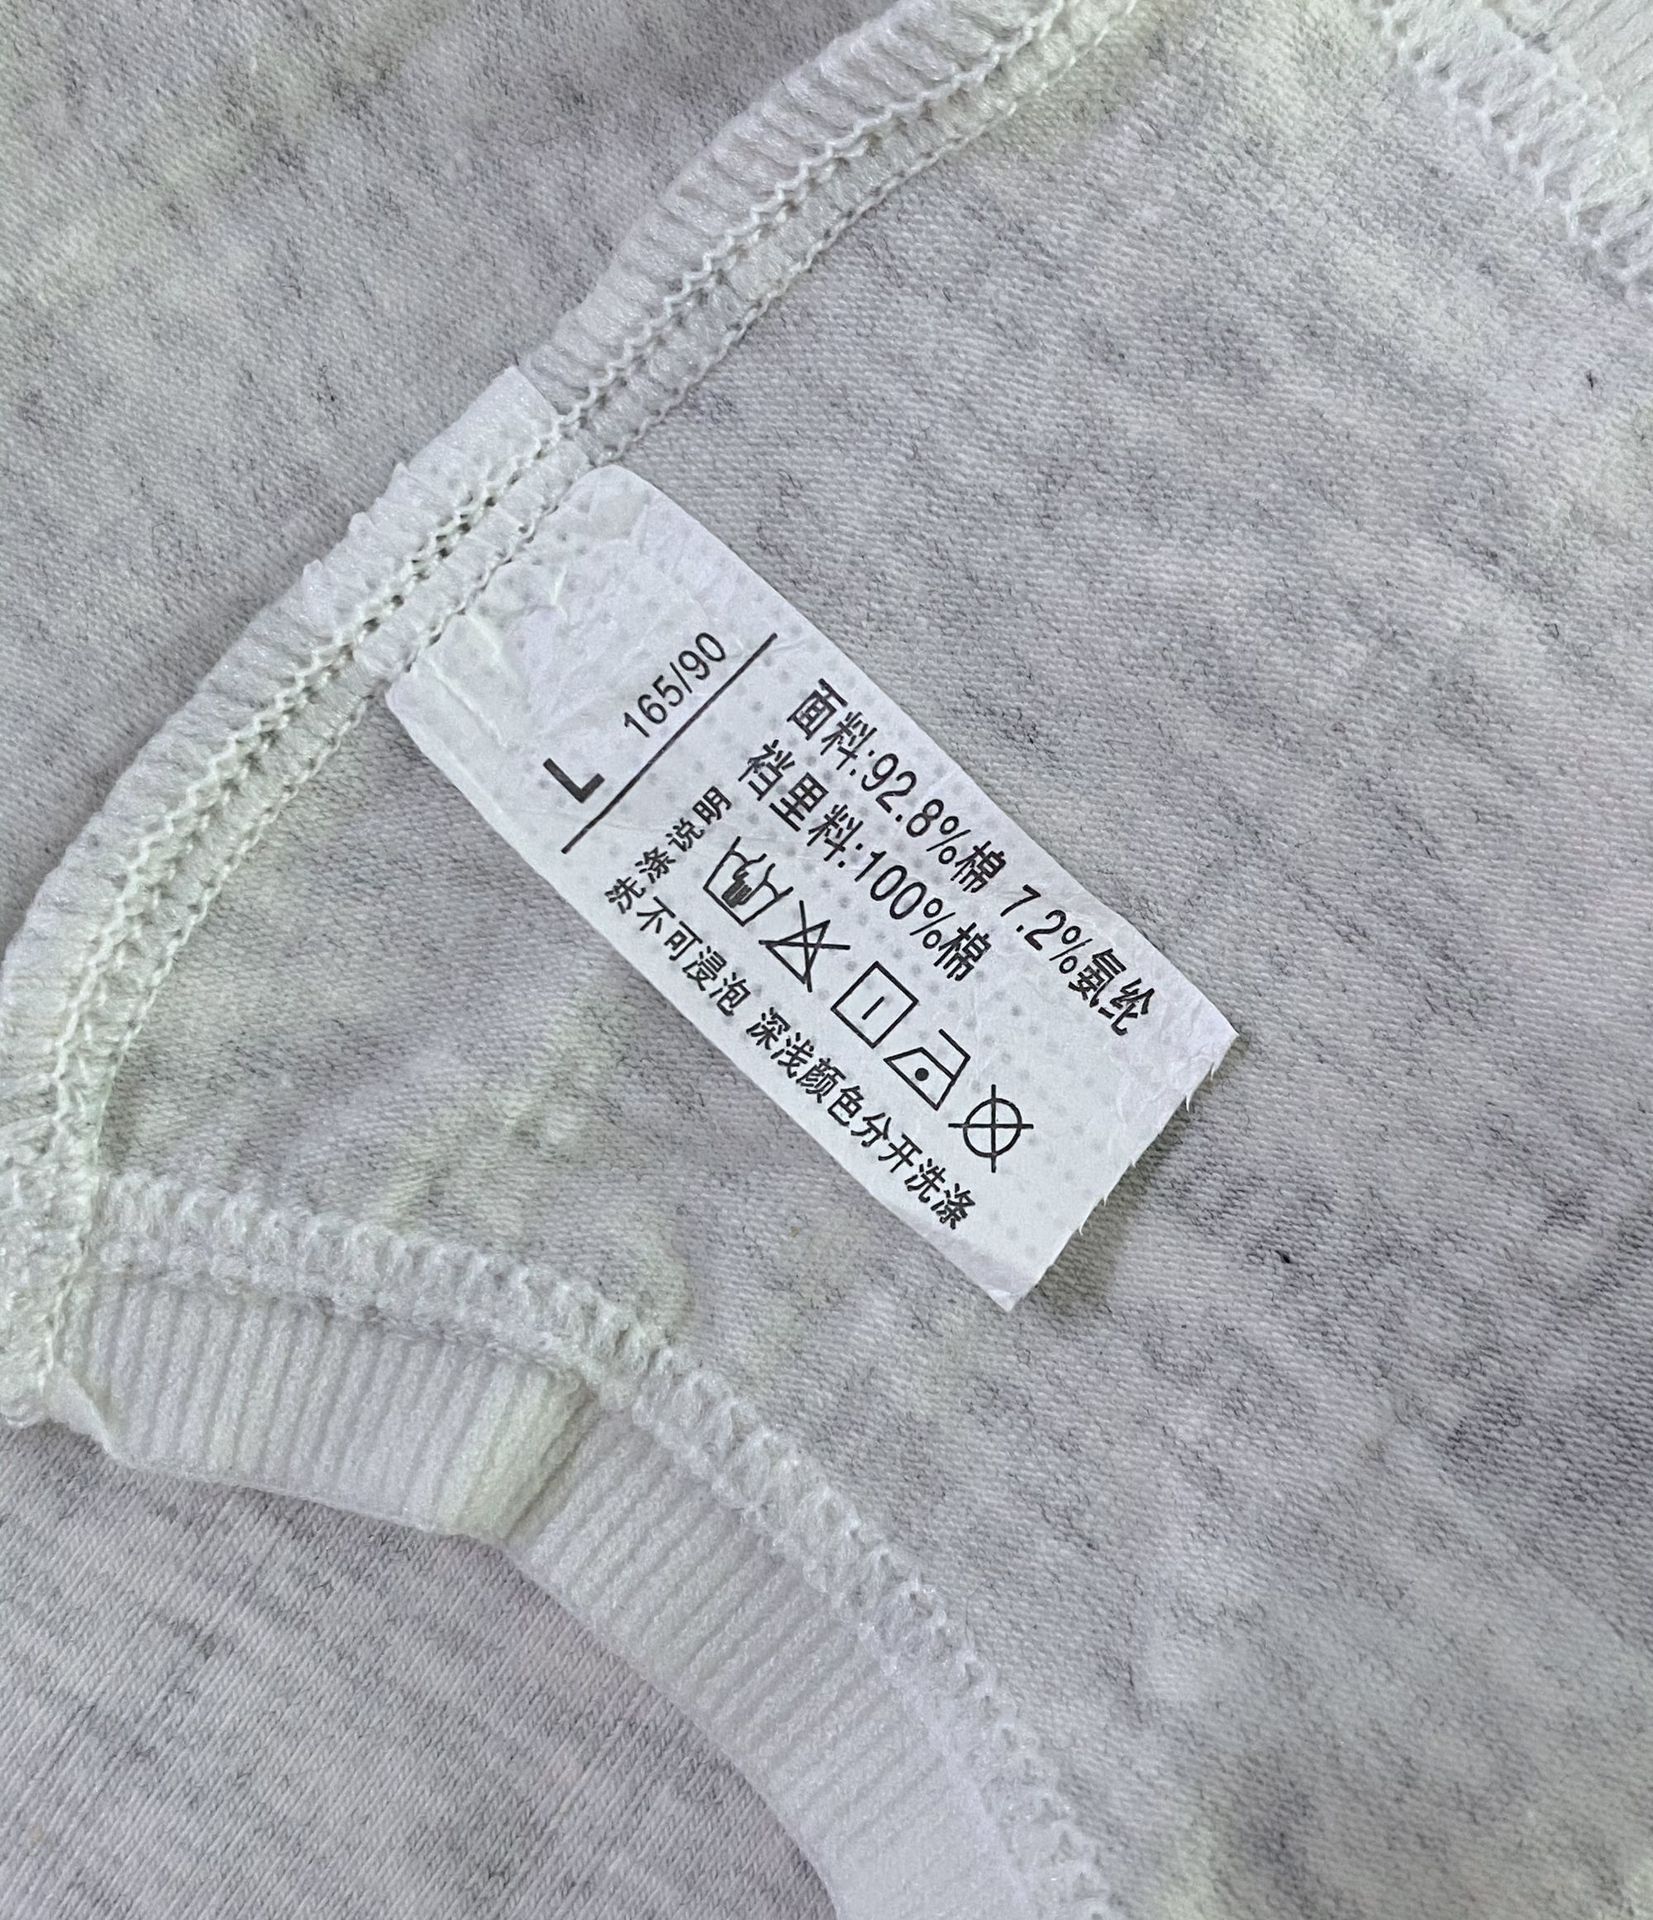 L 165/90
面料:92.8%棉 7.2%氨纶
裆里料:100%棉
洗涤说明
洗不可浸泡 深浅颜色分开洗涤